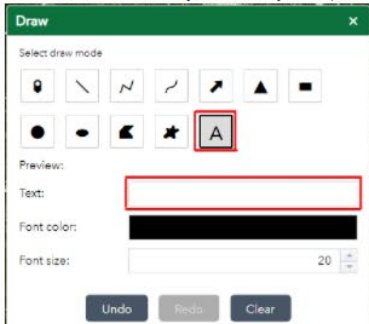 Draw ×
Select draw mode
A
Preview:
Text:
Font color:
Font size: 20
Undo Redo Clear